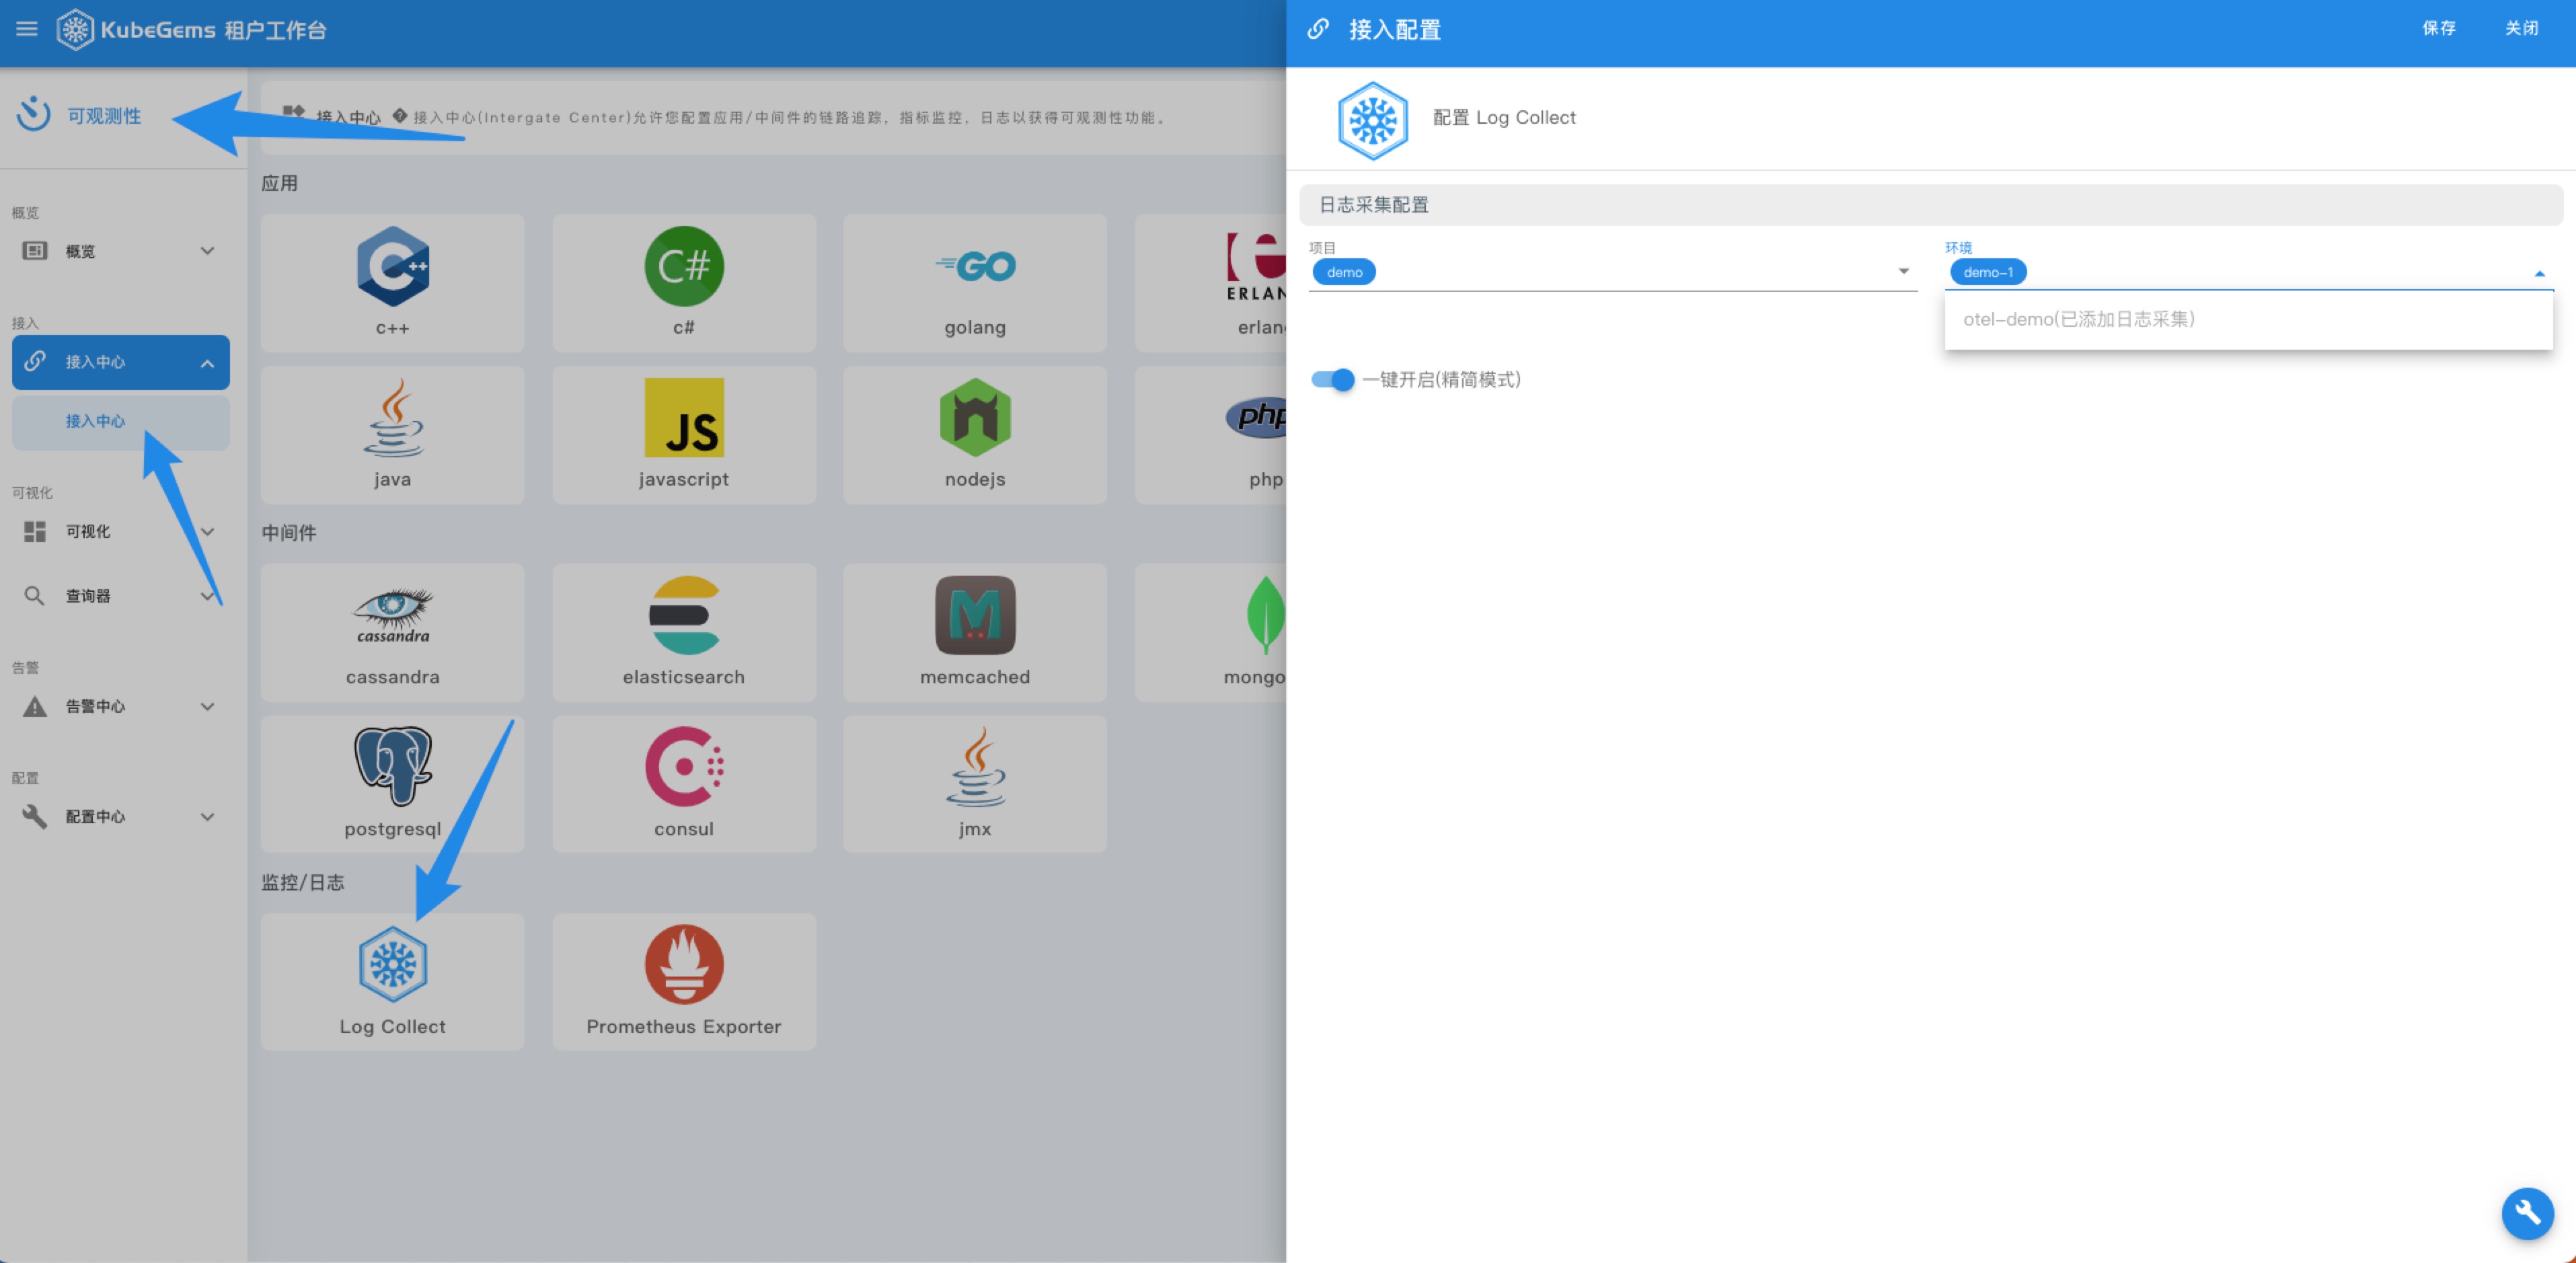 KubeGems 租户工作台
可观测性
概览
概览
接入
接入中心
接入中心
可视化
可视化
查询器
告警
告警中心
配置
配置中心
接入中心 接入中心(Intergate Center)允许您配置应用/中间件的链路追踪，指标监控，日志以获得可观测性功能。
应用
C++
c++
C#
c#
GO
golang
ERLAN
erlan
java
JS
javascript
nodejs
php
php
中间件
cassandra
cassandra
elasticsearch
M
memcached
mongo
postgresql
consul
jmx
监控/日志
Log Collect
Prometheus Exporter
接入配置
保存
关闭
配置 Log Collect
日志采集配置
项目
demo
环境
demo-1
otel-demo(已添加日志采集)
一键开启(精简模式)